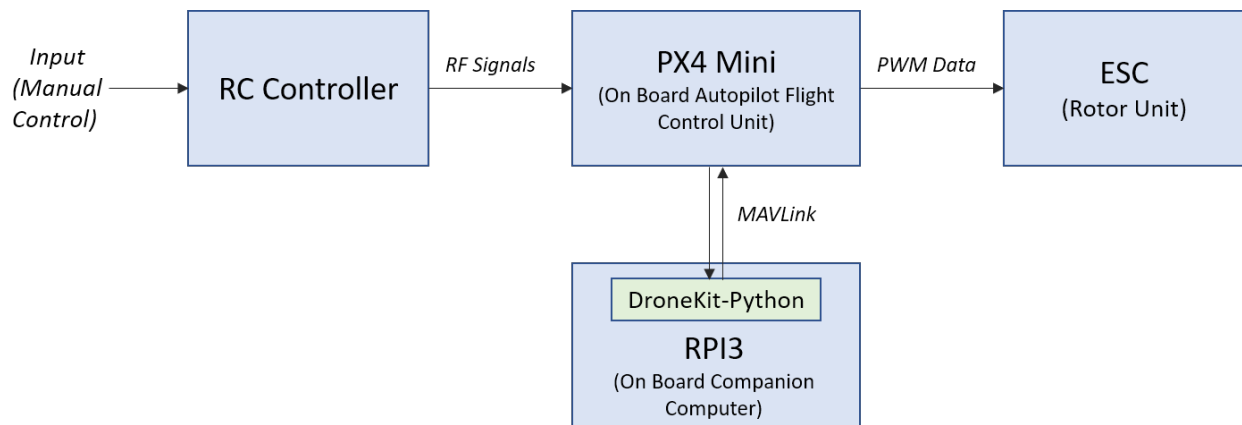 Input
(Manual
Control)
RC Controller
RF Signals
PX4 Mini
(On Board Autopilot Flight
Control Unit)
PWM Data
ESC
(Rotor Unit)
MAVLink
DroneKit-Python
RPI3
(On Board Companion
Computer)